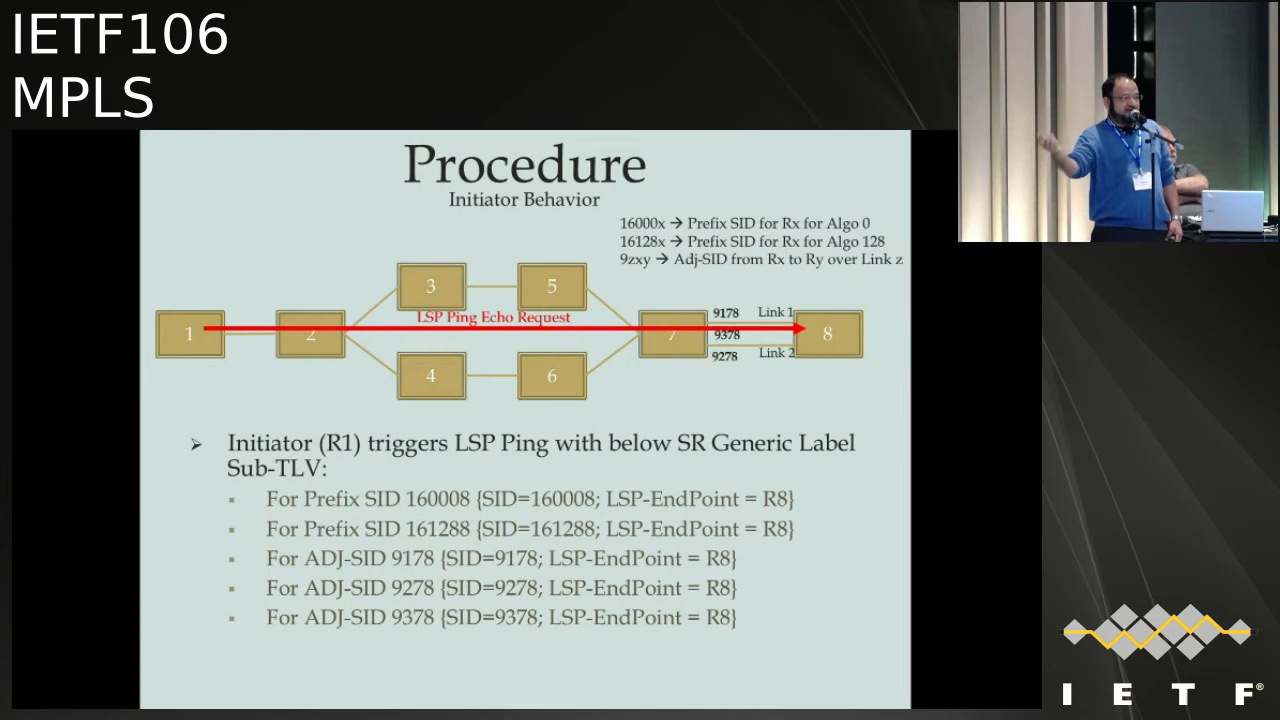 IETF106
MPLS
Procedure
Initiator Behavior
16000x → Prefix SID for Rx for Algo 0
16128x → Prefix SID for Rx for Algo 128
9zxy → Adj-SID from Rx to Ry over Link z
3
5
LSP Ping Echo Request
9178 Link 1
1
2
7
9378
8
9278 Link 2
4
6
➢ Initiator (R1) triggers LSP Ping with below SR Generic Label
Sub-TLV:
▪ For Prefix SID 160008 {SID=160008; LSP-EndPoint = R8}
▪ For Prefix SID 161288 {SID=161288; LSP-EndPoint = R8}
▪ For ADJ-SID 9178 {SID=9178; LSP-EndPoint = R8}
▪ For ADJ-SID 9278 {SID=9278; LSP-EndPoint = R8}
▪ For ADJ-SID 9378 {SID=9378; LSP-EndPoint = R8}
I E T F®